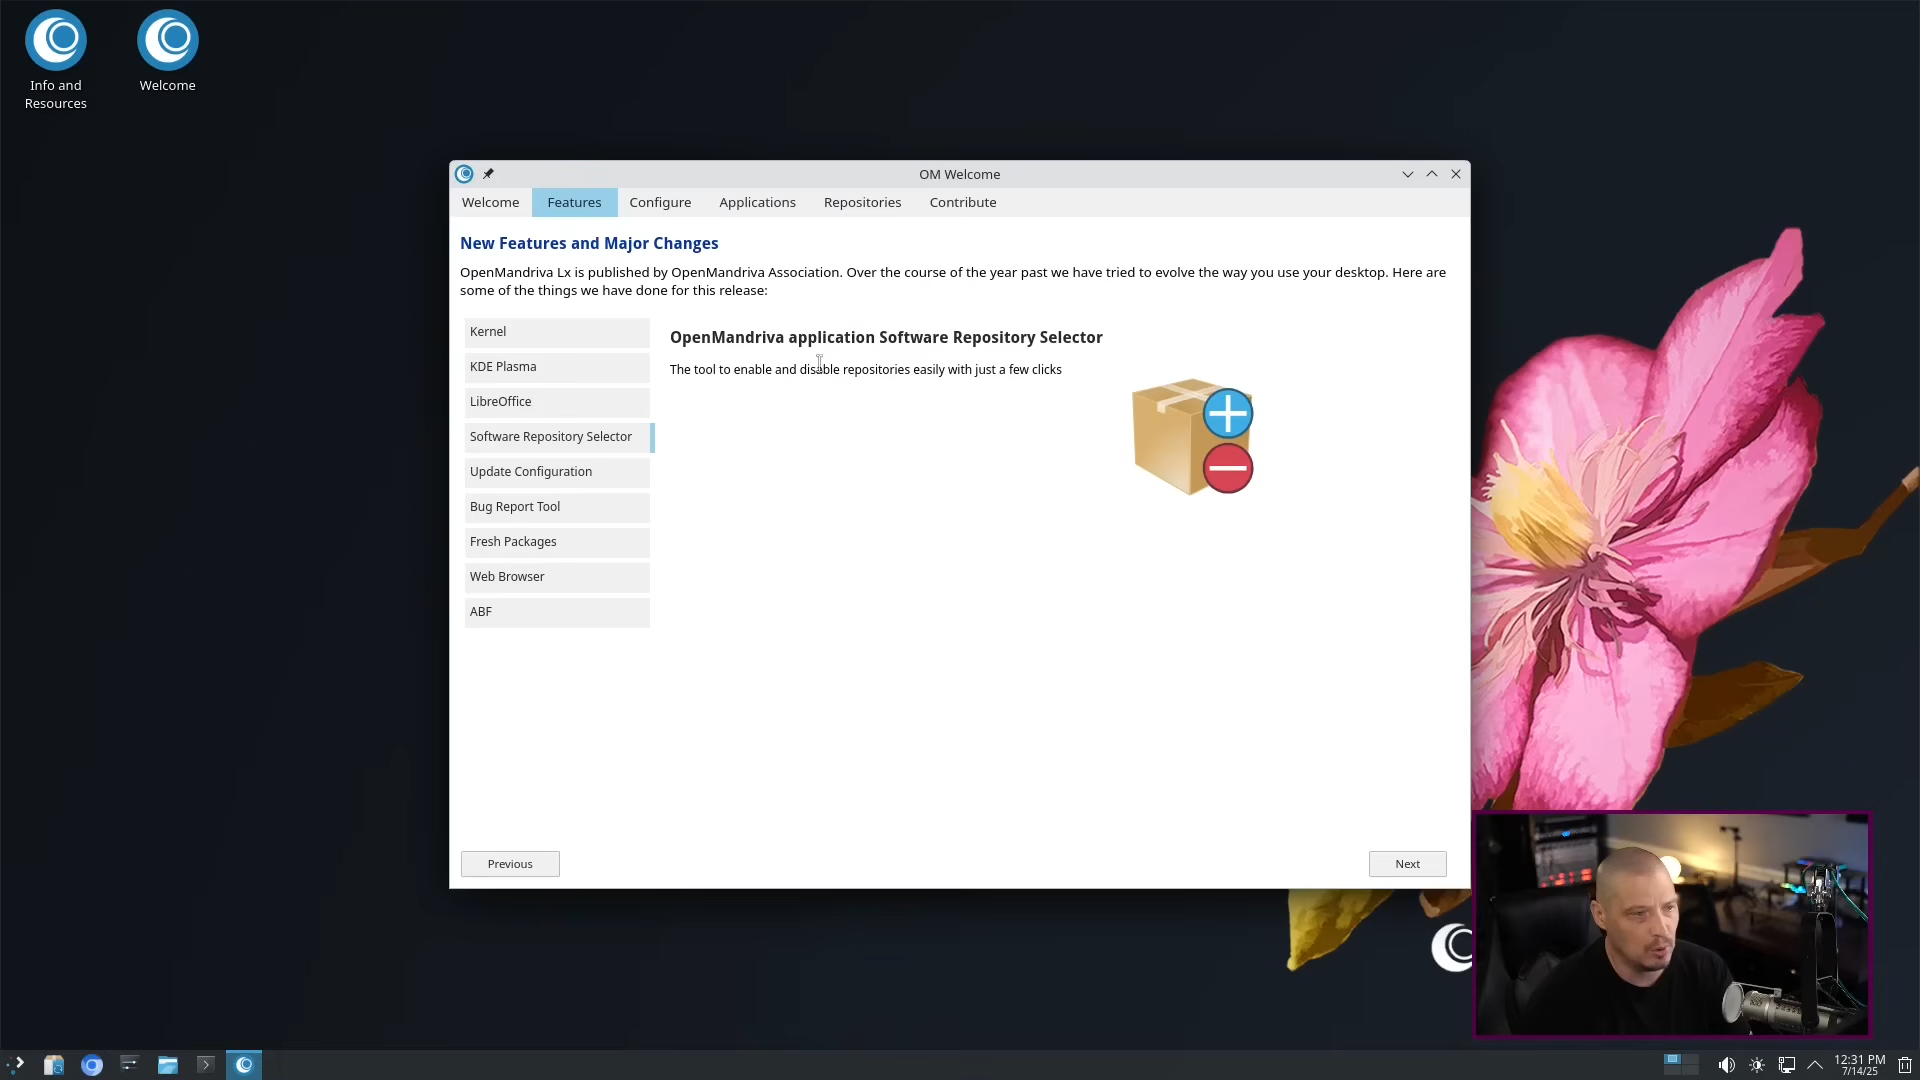 Info and
Resources
Welcome
OM Welcome
Welcome
Features
Configure
Applications
Repositories
Contribute
New Features and Major Changes
OpenMandriva Lx is published by OpenMandriva Association. Over the course of the year past we have tried to evolve the way you use your desktop. Here are
some of the things we have done for this release:
Kernel
KDE Plasma
LibreOffice
Software Repository Selector
Update Configuration
Bug Report Tool
Fresh Packages
Web Browser
ABF
OpenMandriva application Software Repository Selector
The tool to enable and disable repositories easily with just a few clicks
Previous
Next
12:31 PM
7/14/25